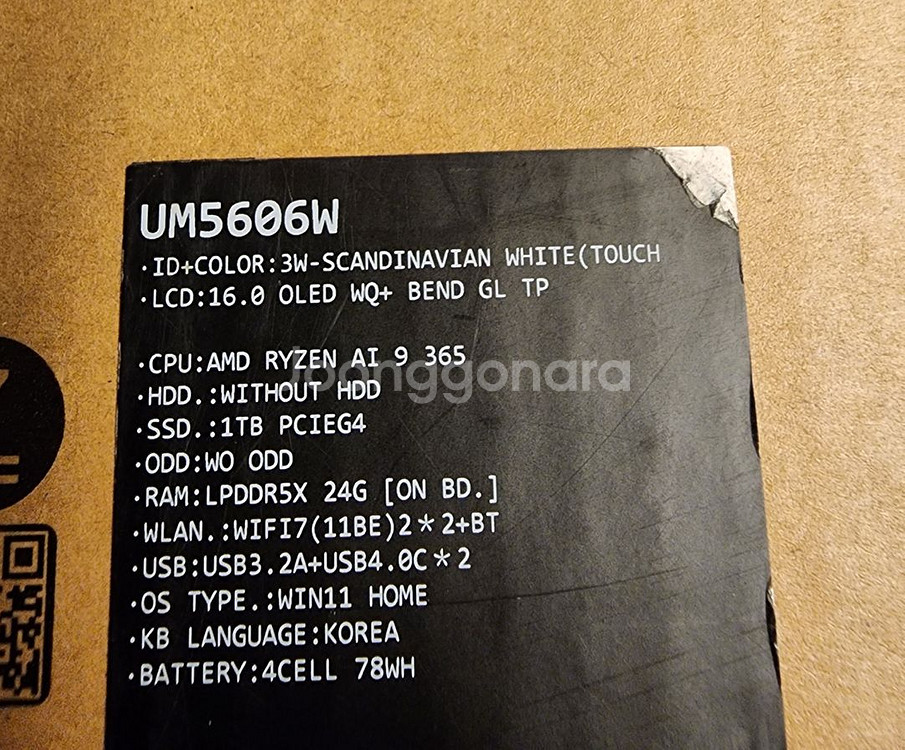 UM5606W
·ID+COLOR:3W-SCANDINAVIAN WHITE(TOUCH
·LCD:16.0 OLED WQ+ BEND GL TP
·CPU:AMD RYZEN AI 9 365
joonggonara
·HDD.:WITHOUT HDD
·SSD.:1TB PCIEG4
·ODD:WO ODD
·RAM:LPDDR5X 24G [ON BD.]
·WLAN.:WIFI7(11BE)2*2+BT
·USB:USB3.2A+USB4.0C*2
·OS TYPE.:WIN11 HOME
·KB LANGUAGE:KOREA
·BATTERY:4CELL 78WH